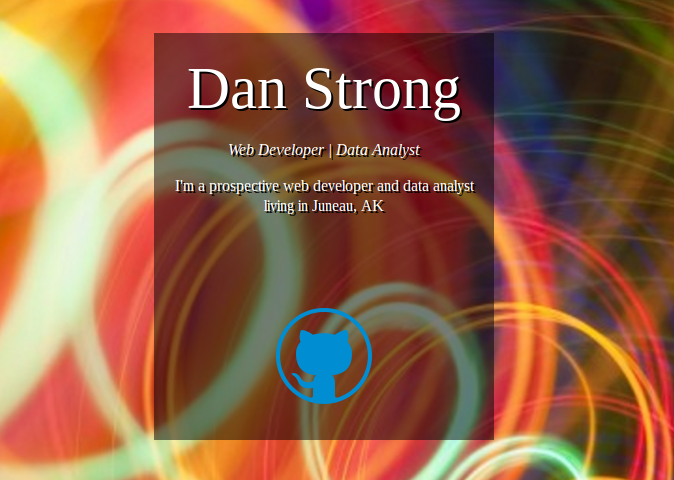 Dan Strong
Web Developer | Data Analyst
I'm a prospective web developer and data analyst
living in Juneau, AK